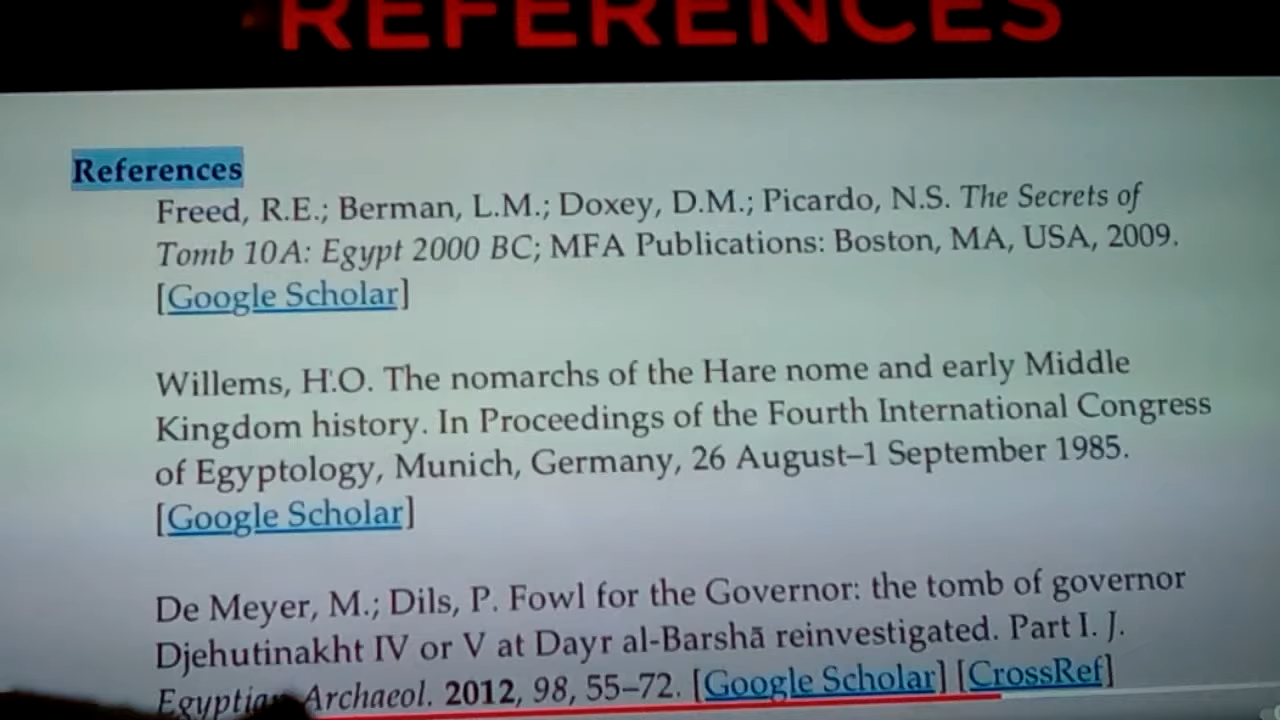 REFERENCES
References
Freed, R.E.; Berman, L.M.; Doxey, D.M.; Picardo, N.S. The Secrets of
Tomb 10A: Egypt 2000 BC; MFA Publications: Boston, MA, USA, 2009.
[Google Scholar]
Willems, H.O. The nomarchs of the Hare nome and early Middle
Kingdom history. In Proceedings of the Fourth International Congress
of Egyptology, Munich, Germany, 26 August–1 September 1985.
[Google Scholar]
De Meyer, M.; Dils, P. Fowl for the Governor: the tomb of governor
Djehutinakht IV or V at Dayr al-Barshā reinvestigated. Part I. J.
Egyptian Archaeol. 2012, 98, 55–72. [Google Scholar] [CrossRef]